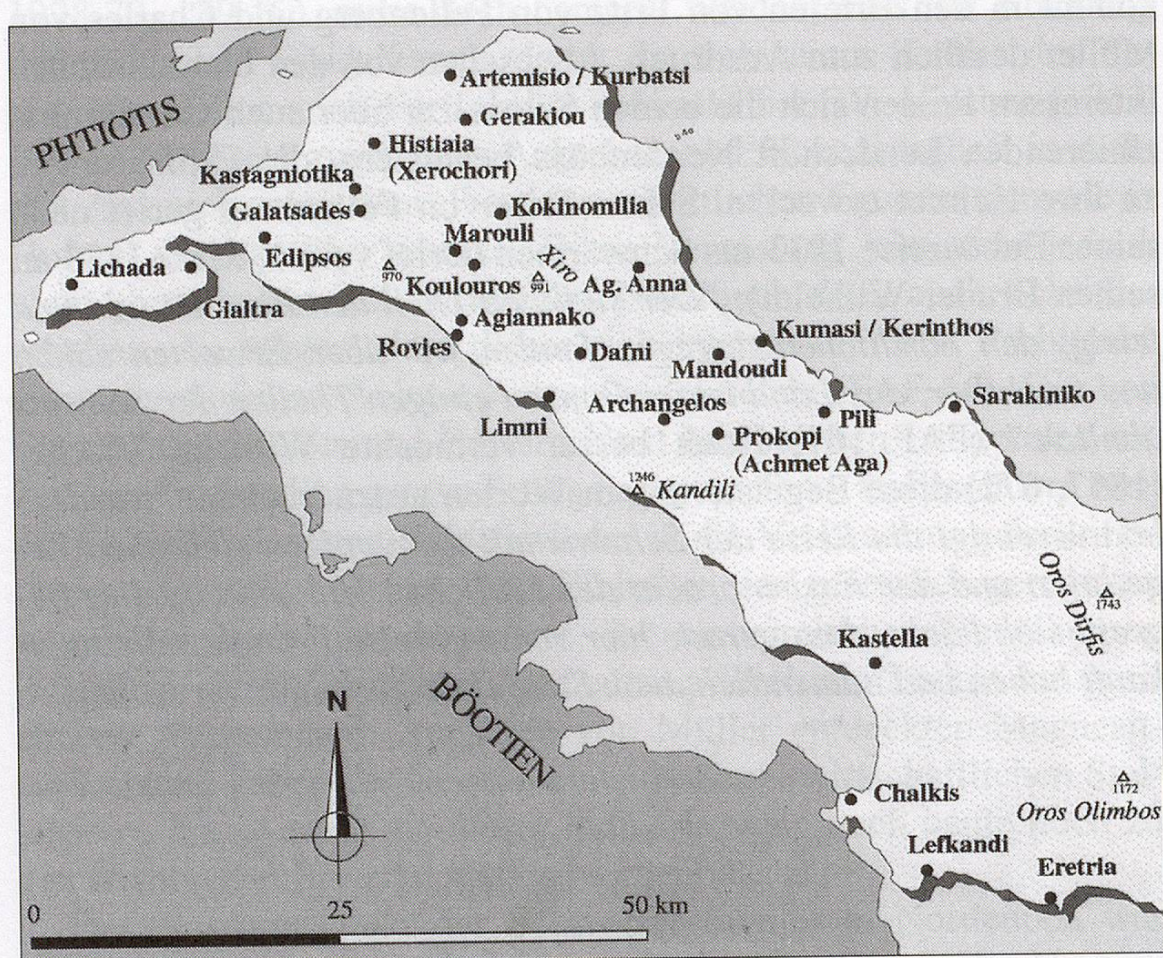 Artemisio / Kurbatsi
Gerakiou
PHTIOTIS
Histiaia
(Xerochori)
Kastagniotika
Galatsades
Kokinomilia
Marouli
Edipsos
Xiro
Lichada
970
Koulouros
991
Ag. Anna
Gialtra
Agiannako
Rovies
Kumasi / Kerinthos
Dafni
Mandoudi
Archangelos
Sarakiniko
Limni
Pili
Prokopi
(Achmet Aga)
1246
Kandili
Oros Dirfis
1743
Kastella
BÖOTIEN
N
1172
Chalkis
Oros Olimbos
Lefkandi
Eretria
0
25
50 km